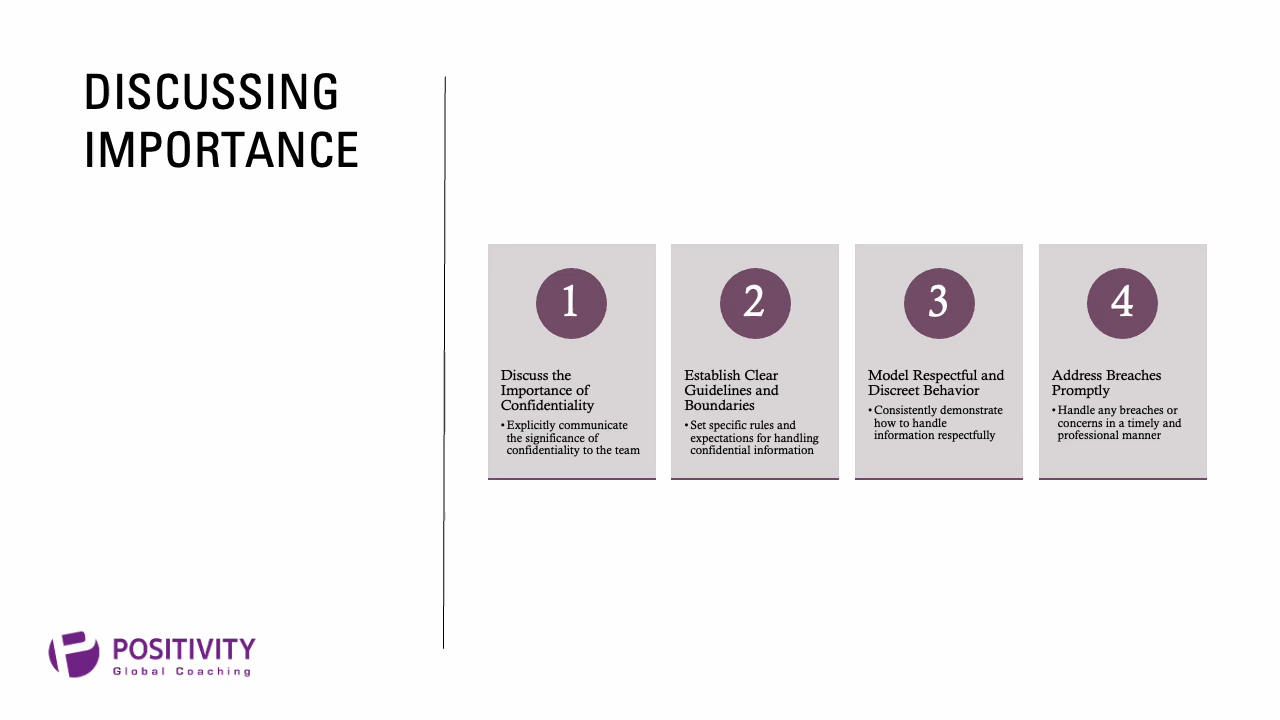 DISCUSSING
IMPORTANCE
1
Discuss the
Importance of
Confidentiality
• Explicitly communicate
the significance of
confidentiality to the team
2
Establish Clear
Guidelines and
Boundaries
• Set specific rules and
expectations for handling
confidential information
3
Model Respectful and
Discreet Behavior
• Consistently demonstrate
how to handle
information respectfully
4
Address Breaches
Promptly
• Handle any breaches or
concerns in a timely and
professional manner
POSITIVITY
Global Coaching